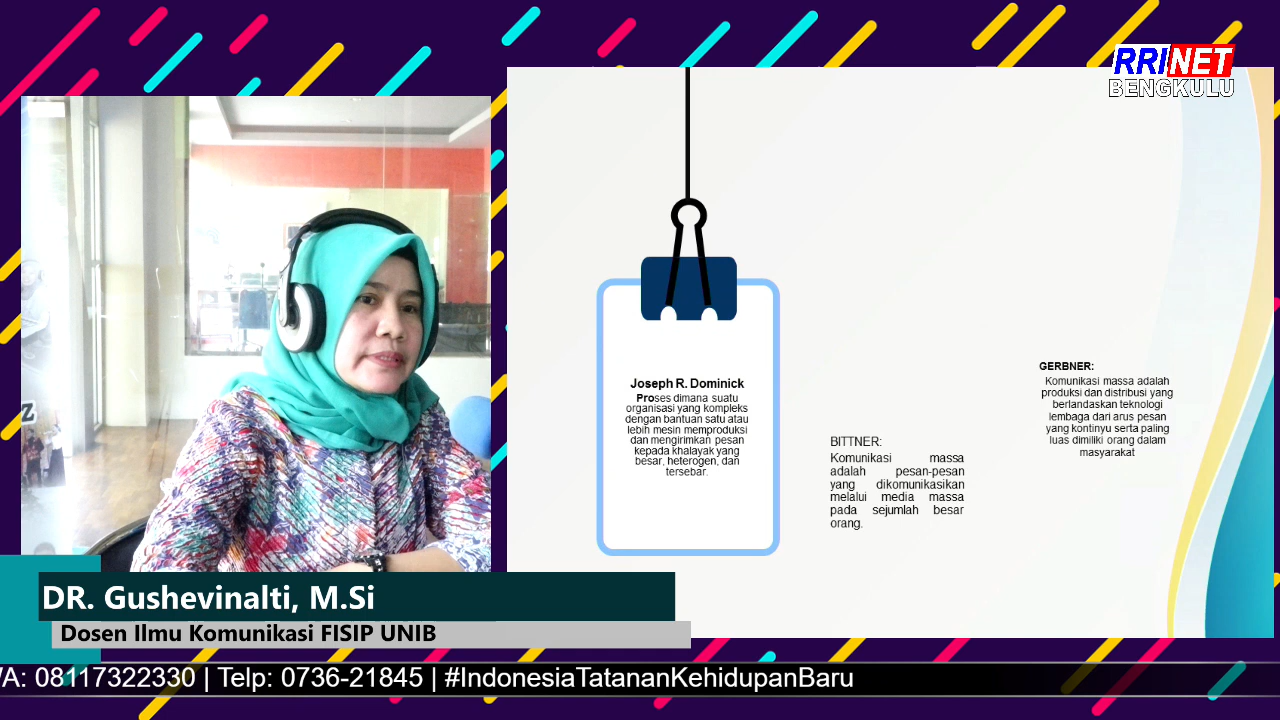 RRINET
BENGKULU
Joseph R. Dominick
Proses dimana suatu
organisasi yang kompleks
dengan bantuan satu atau
lebih mesin memproduksi
dan mengirimkan pesan
kepada khalayak yang
besar, heterogen, dan
tersebar.
BITTNER:
Komunikasi massa
adalah pesan-pesan
yang dikomunikasikan
melalui media massa
pada sejumlah besar
orang.
GERBNER:
Komunikasi massa adalah
produksi dan distribusi yang
berlandaskan teknologi
lembaga dari arus pesan
yang kontinyu serta paling
luas dimiliki orang dalam
masyarakat
DR. Gushevinalti, M.Si
Dosen Ilmu Komunikasi FISIP UNIB
WA: 08117322330 | Telp: 0736-21845 | #IndonesiaTatananKehidupanBaru